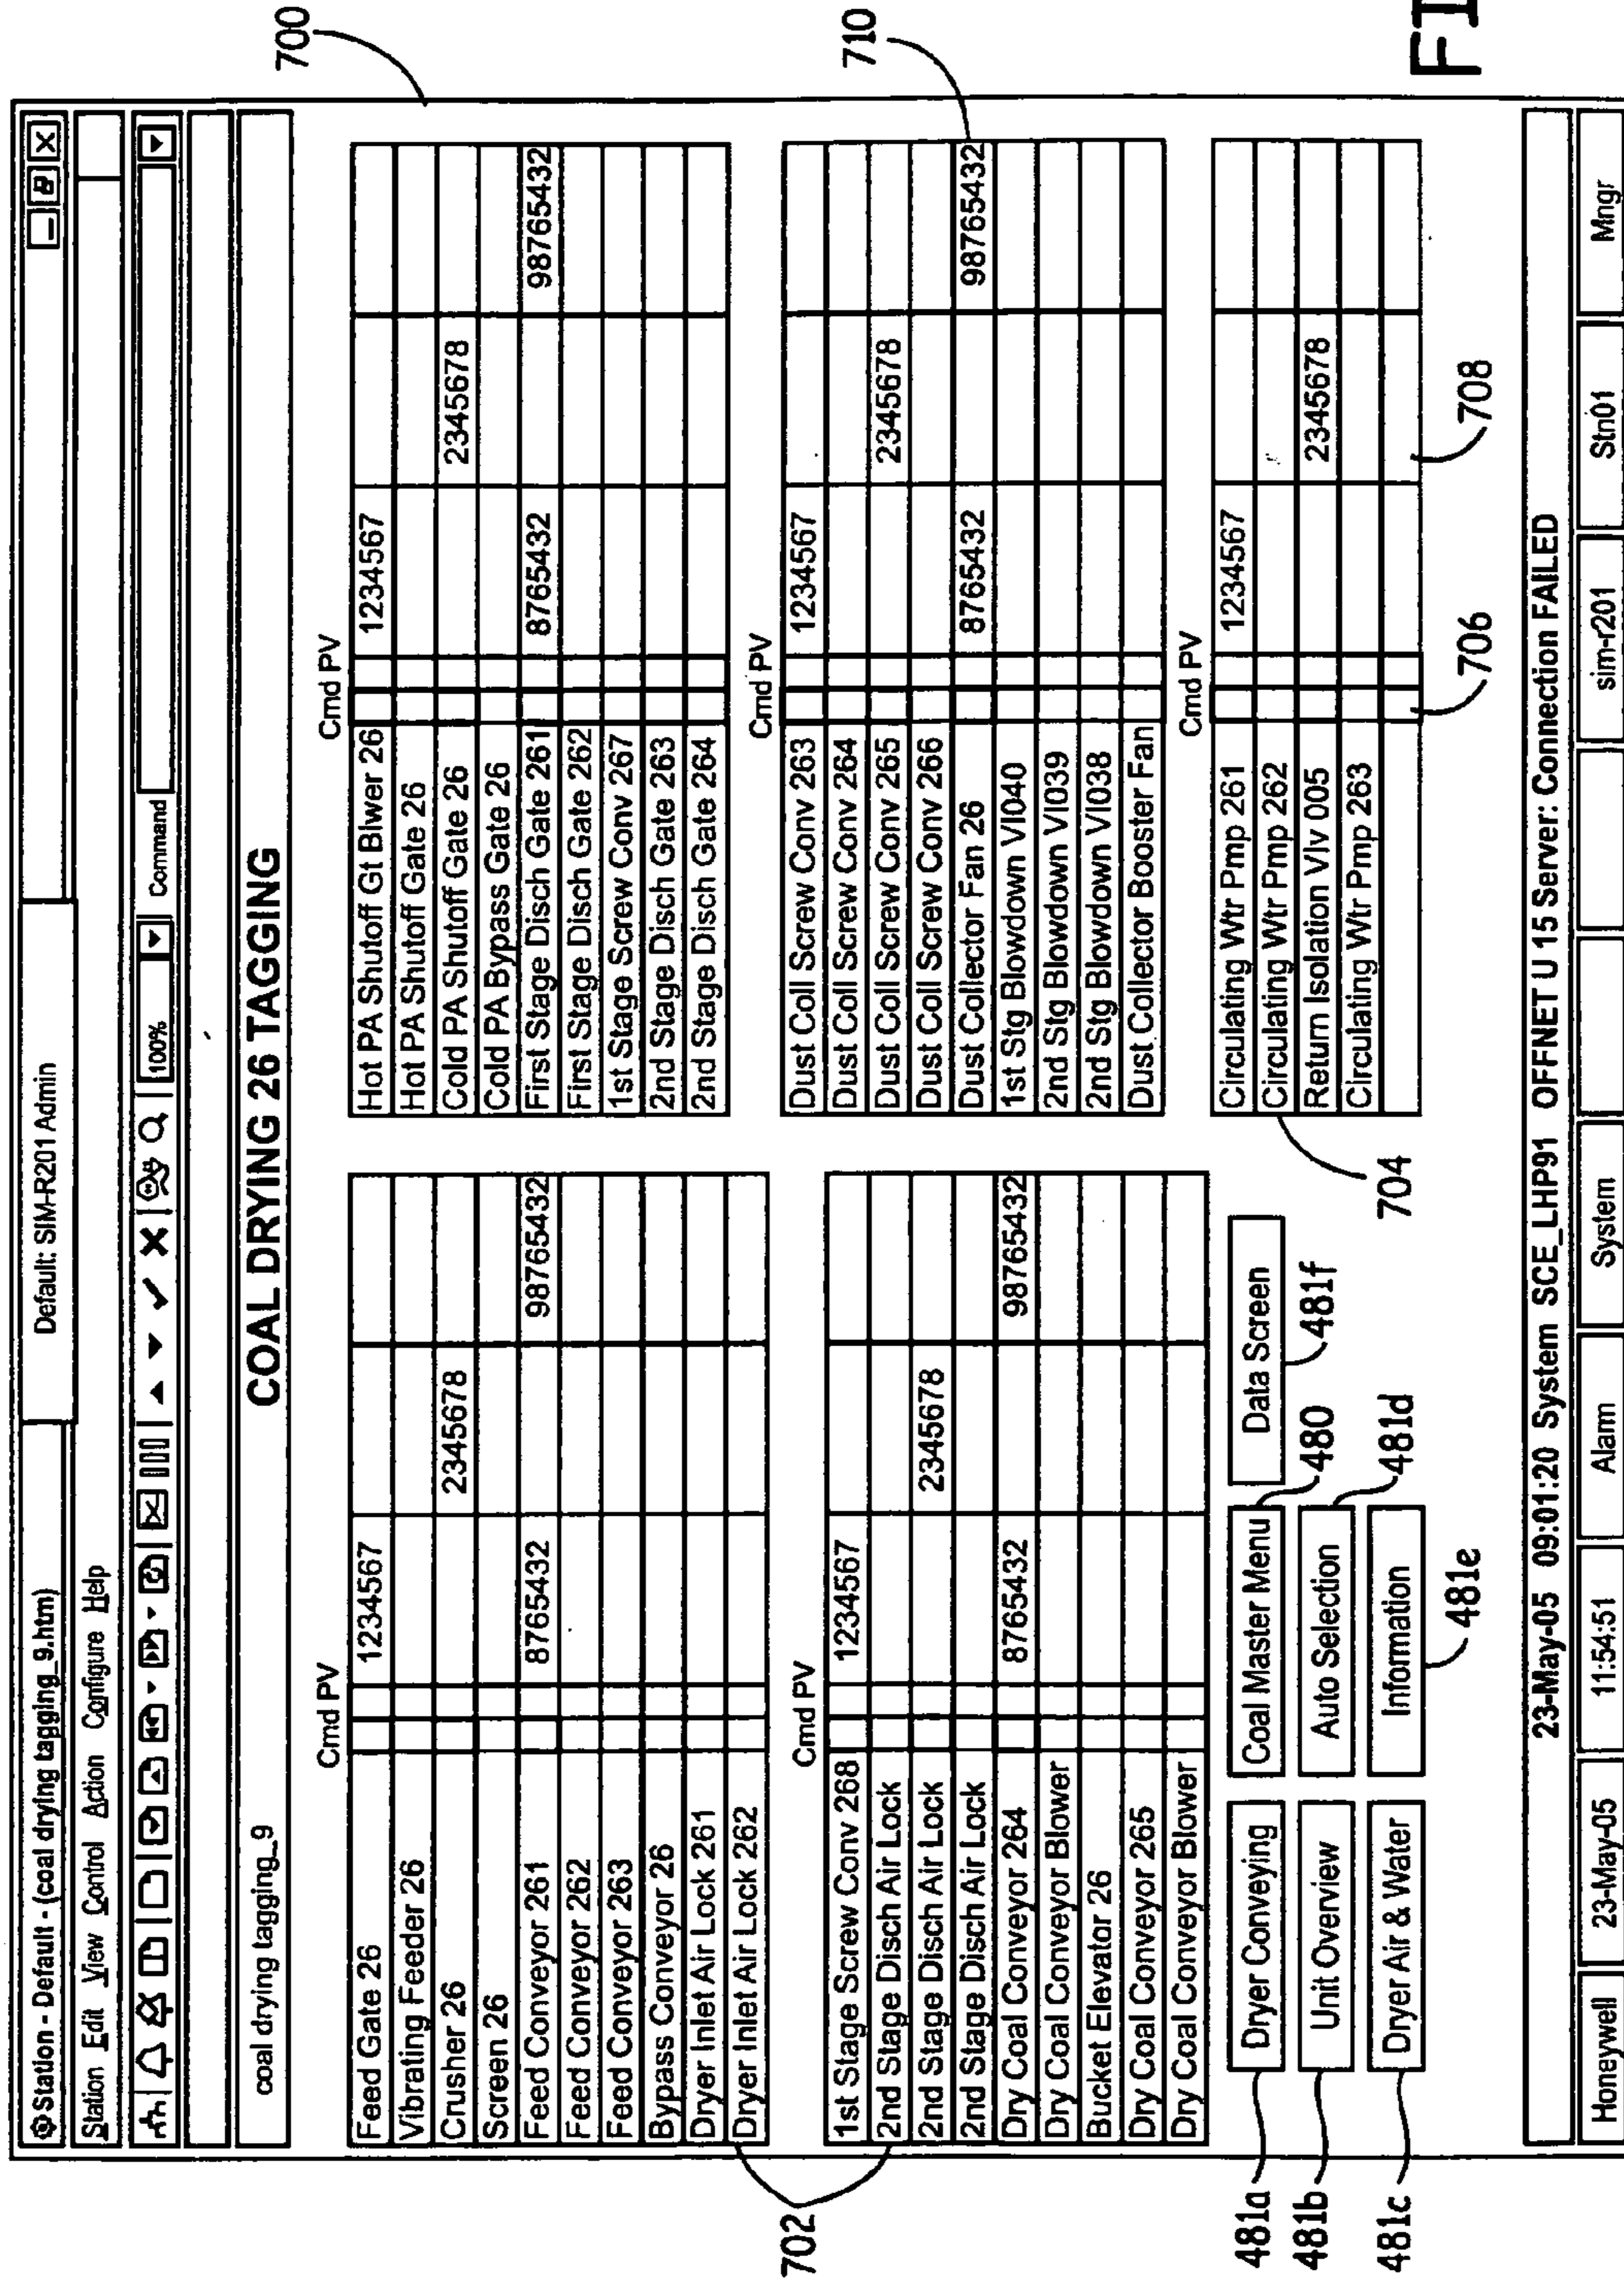 Station - Default - (coal drying tagging_9.htm)
Default: SIM-R201 Admin
Station Edit View Control Action Configure Help
100%
Command
coal drying tagging_9
COAL DRYING 26 TAGGING
700
Cmd PV
Feed Gate 26 1234567
Vibrating Feeder 26
Crusher 26 2345678
Screen 26
Feed Conveyor 261 8765432 98765432
Feed Conveyor 262
Feed Conveyor 263
Bypass Conveyor 26
Dryer Inlet Air Lock 261
Dryer Inlet Air Lock 262
702
Cmd PV
1st Stage Screw Conv 268 1234567
2nd Stage Disch Air Lock
2nd Stage Disch Air Lock 2345678
2nd Stage Disch Air Lock
Dry Coal Conveyor 264 8765432 98765432
Dry Coal Conveyor Blower
Bucket Elevator 26
Dry Coal Conveyor 265
Dry Coal Conveyor Blower
Cmd PV
Hot PA Shutoff Gt Blwer 26 1234567
Hot PA Shutoff Gate 26
Cold PA Shutoff Gate 26 2345678
Cold PA Bypass Gate 26
First Stage Disch Gate 261 8765432 98765432
First Stage Disch Gate 262
1st Stage Screw Conv 267
2nd Stage Disch Gate 263
2nd Stage Disch Gate 264
Cmd PV
710
Dust Coll Screw Conv 263 1234567
Dust Coll Screw Conv 264
Dust Coll Screw Conv 265 2345678
Dust Coll Screw Conv 266
Dust Collector Fan 26 8765432 98765432
1st Stg Blowdown Vl040
2nd Stg Blowdown Vl039
2nd Stg Blowdown Vl038
Dust Collector Booster Fan
Cmd PV
Circulating Wtr Pmp 261 1234567
Circulating Wtr Pmp 262
Return Isolation Vlv 005 2345678
Circulating Wtr Pmp 263
704
706
708
481a Dryer Conveying Coal Master Menu 480 Data Screen 481f
481b Unit Overview Auto Selection 481d
481c Dryer Air & Water Information 481e
23-May-05 09:01:20 System SCE_LHP91 OFFNET U 15 Server: Connection FAILED
Honeywell 23-May-05 11:54:51 Alarm System sim-r201 Stn01 Mngr
FI